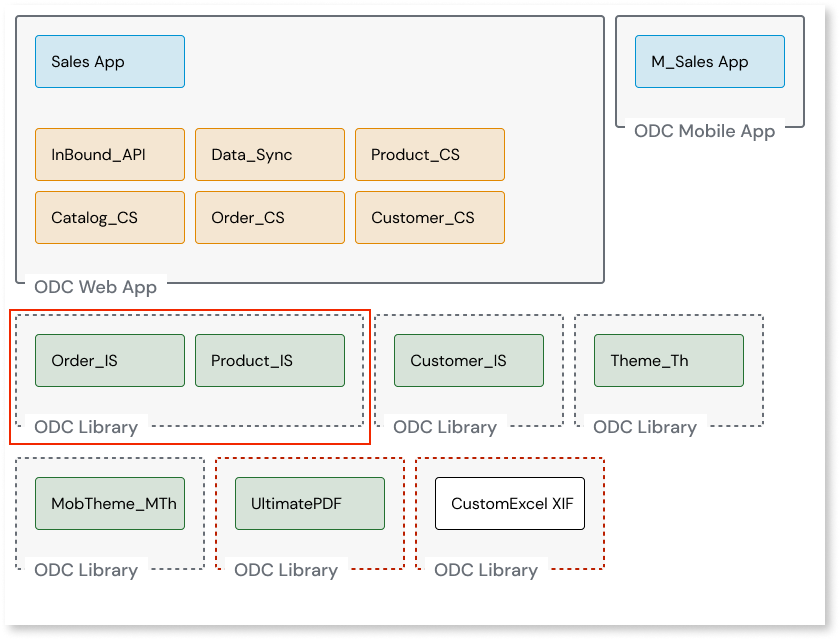 Sales App
M_Sales App
InBound_API
Data_Sync
Product_CS
ODC Mobile App
Catalog_CS
Order_CS
Customer_CS
ODC Web App
Order_IS
Product_IS
Customer_IS
Theme_Th
ODC Library
ODC Library
ODC Library
MobTheme_MTh
UltimatePDF
CustomExcel XIF
ODC Library
ODC Library
ODC Library